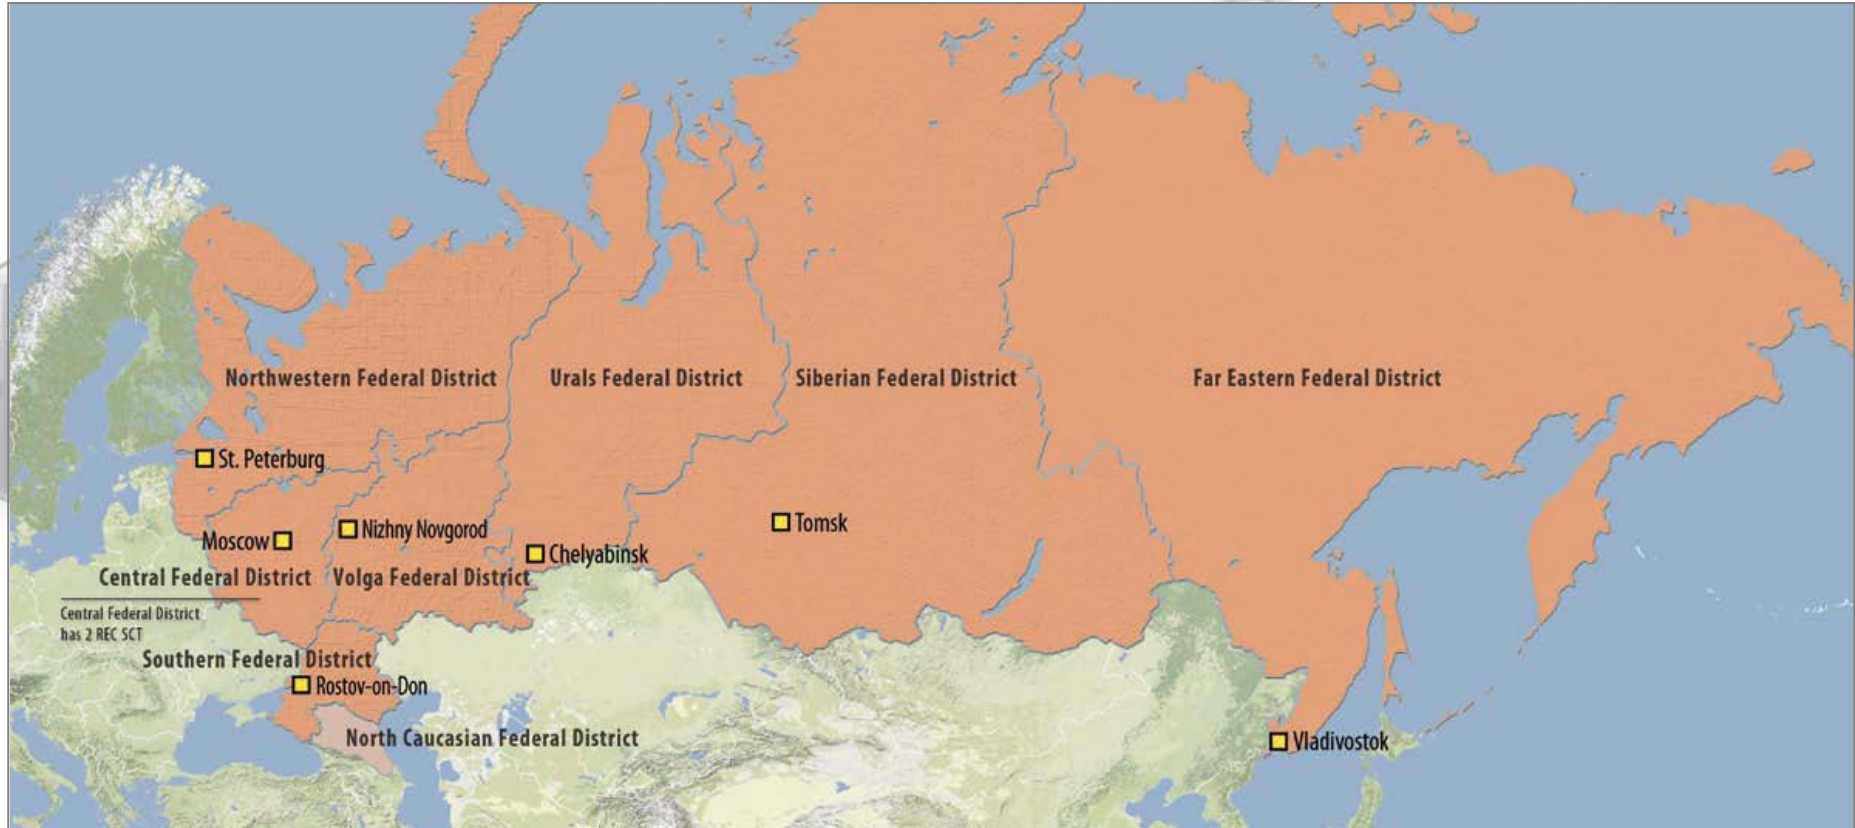 Northwestern Federal District
Urals Federal District
Siberian Federal District
Far Eastern Federal District
St. Peterburg
Moscow
Nizhny Novgorod
Tomsk
Chelyabinsk
Central Federal District
Volga Federal District
Central Federal District
has 2 REC SCT
Southern Federal District
Rostov-on-Don
North Caucasian Federal District
Vladivostok